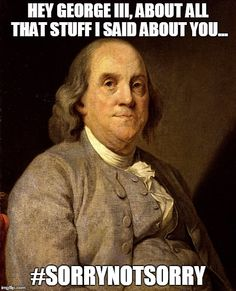 HEY GEORGE III, ABOUT ALL
THAT STUFF I SAID ABOUT YOU...
#SORRYNOTSORRY
imgflip.com